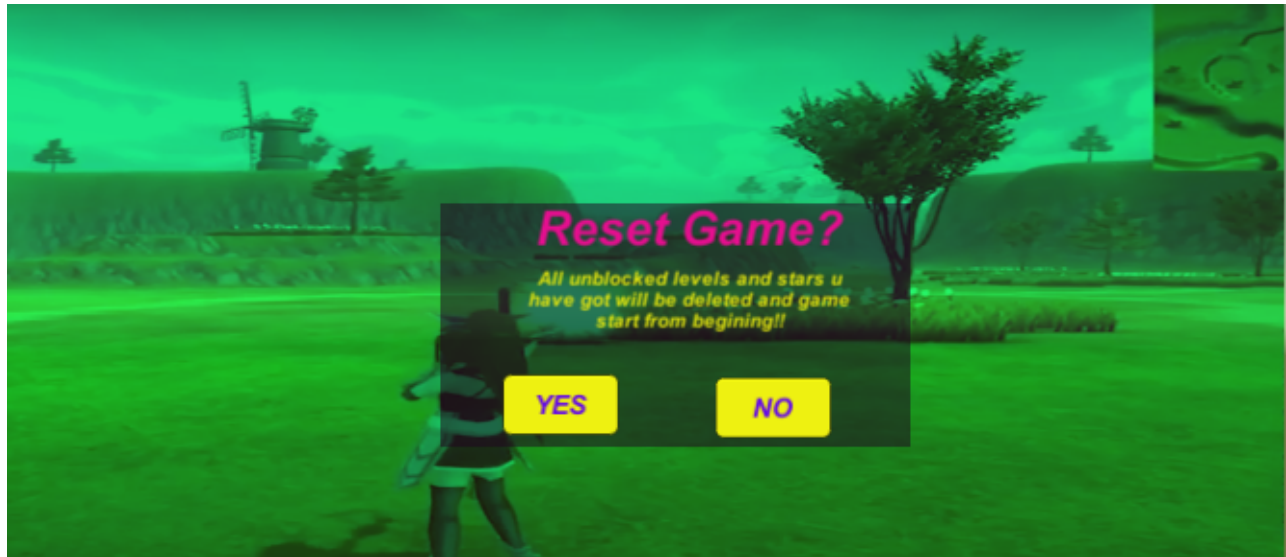 Reset Game?
All unblocked levels and stars u
have got will be deleted and game
start from begining!!
YES
NO